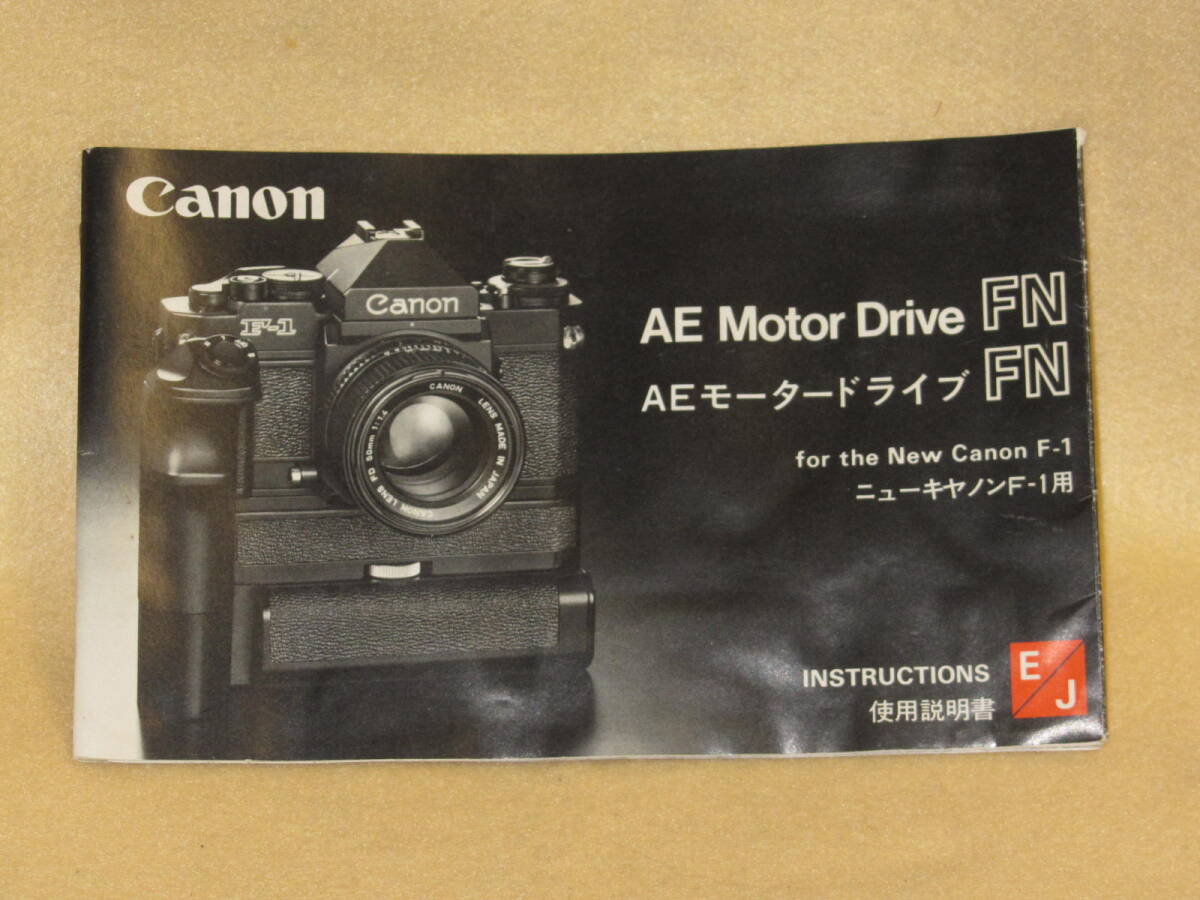 Canon
Canon
F-1
CANON LENS MADE IN JAPAN
CANON LENS FD 50mm 1:1.4
AE Motor Drive FN
AEモータードライブ FN
for the New Canon F-1
ニューキヤノンF-1用
INSTRUCTIONS
使用説明書
E/J